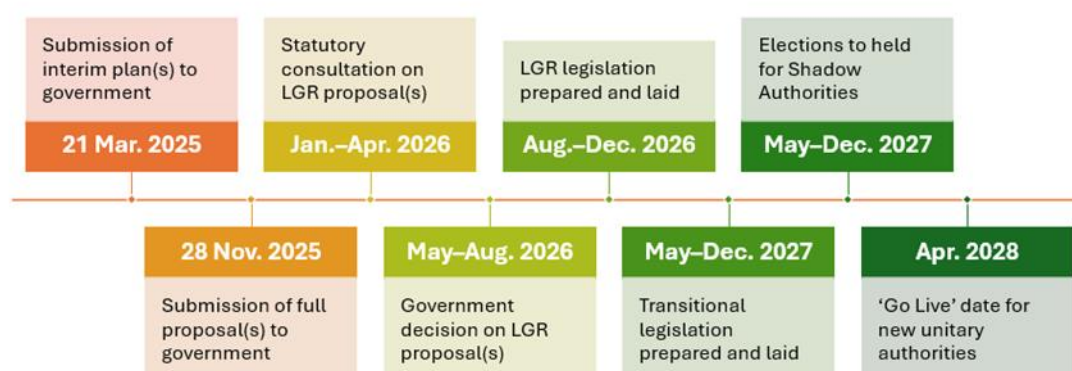 Submission of
interim plan(s) to
government
21 Mar. 2025
28 Nov. 2025
Submission of full
proposal(s) to
government
Statutory
consultation on
LGR proposal(s)
Jan.–Apr. 2026
May–Aug. 2026
Government
decision on LGR
proposal(s)
LGR legislation
prepared and laid
Aug.–Dec. 2026
May–Dec. 2027
Transitional
legislation
prepared and laid
Elections to held
for Shadow
Authorities
May–Dec. 2027
Apr. 2028
‘Go Live’ date for
new unitary
authorities